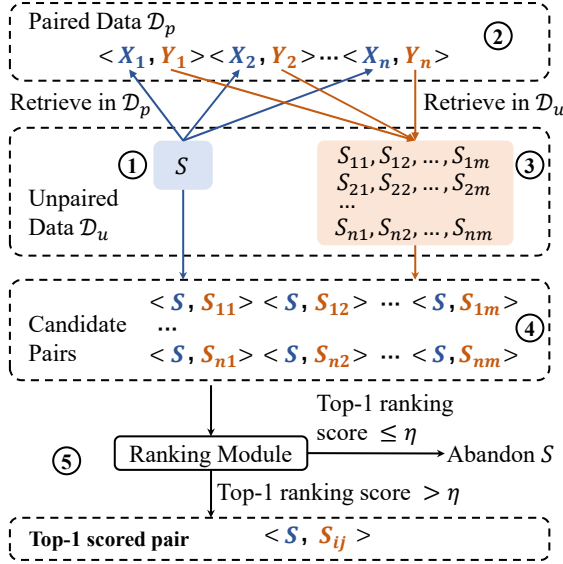 Paired Data 𝒟ₚ
②
< X₁, Y₁ >< X₂, Y₂ >···< Xₙ, Yₙ >
Retrieve in 𝒟ₚ
Retrieve in 𝒟ᵤ
①
S
S₁₁, S₁₂, ..., S₁ₘ
③
S₂₁, S₂₂, ..., S₂ₘ
...
Sₙ₁, Sₙ₂, ..., Sₙₘ
Unpaired
Data 𝒟ᵤ
< S, S₁₁ > < S, S₁₂ > ... < S, S₁ₘ >
Candidate
Pairs
...
④
< S, Sₙ₁ > < S, Sₙ₂ > ... < S, Sₙₘ >
Top-1 ranking
score ≤ η
⑤
Ranking Module
Abandon S
Top-1 ranking score > η
Top-1 scored pair < S, Sᵢⱼ >